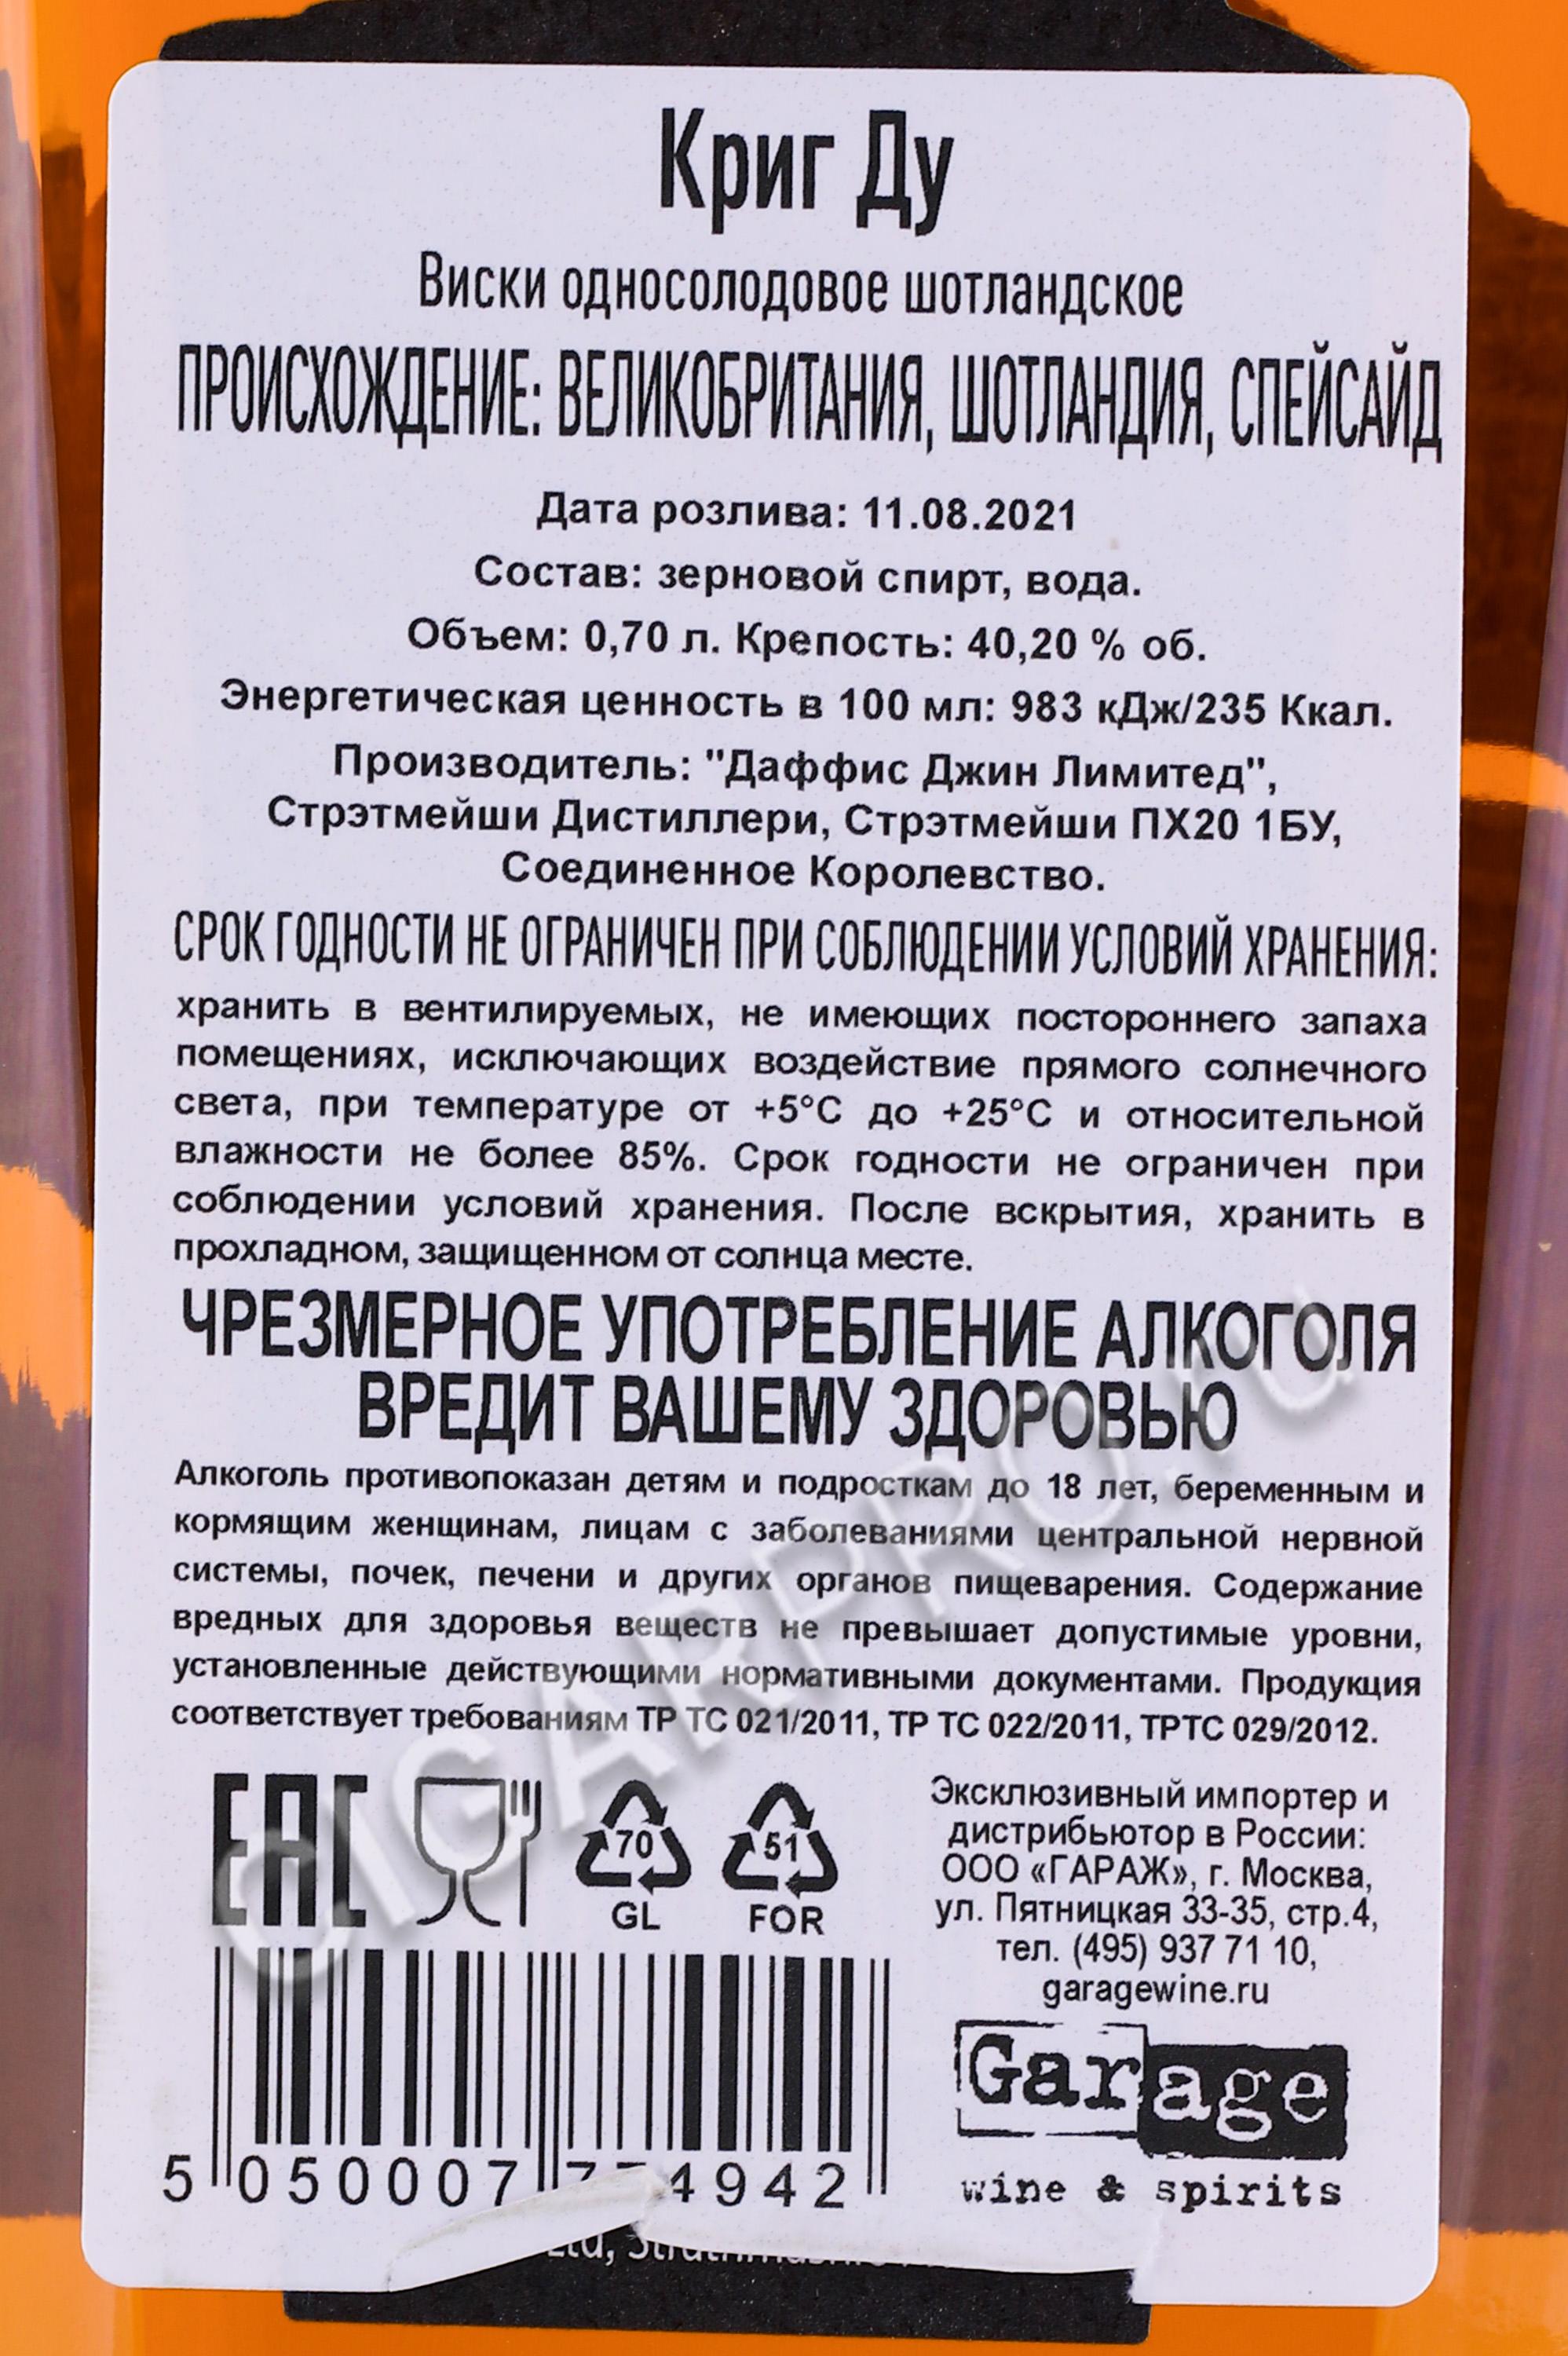 Криг Ду
Виски односолодовое шотландское
ПРОИСХОЖДЕНИЕ: ВЕЛИКОБРИТАНИЯ, ШОТЛАНДИЯ, СПЕЙСАЙД
Дата розлива: 11.08.2021
Состав: зерновой спирт, вода.
Объем: 0,70 л. Крепость: 40,20 % об.
Энергетическая ценность в 100 мл: 983 кДж/235 Ккал.
Производитель: "Даффис Джин Лимитед",
Стрэтмейши Дистиллери, Стрэтмейши ПХ20 1БУ,
Соединенное Королевство.
СРОК ГОДНОСТИ НЕ ОГРАНИЧЕН ПРИ СОБЛЮДЕНИИ УСЛОВИЙ ХРАНЕНИЯ:
хранить в вентилируемых, не имеющих постороннего запаха
помещениях, исключающих воздействие прямого солнечного
света, при температуре от +5°С до +25°С и относительной
влажности не более 85%. Срок годности не ограничен при
соблюдении условий хранения. После вскрытия, хранить в
прохладном, защищенном от солнца месте.
ЧРЕЗМЕРНОЕ УПОТРЕБЛЕНИЕ АЛКОГОЛЯ
ВРЕДИТ ВАШЕМУ ЗДОРОВЬЮ
Алкоголь противопоказан детям и подросткам до 18 лет, беременным и
кормящим женщинам, лицам с заболеваниями центральной нервной
системы, почек, печени и других органов пищеварения. Содержание
вредных для здоровья веществ не превышает допустимые уровни,
установленные действующими нормативными документами. Продукция
соответствует требованиям ТР ТС 021/2011, ТР ТС 022/2011, ТРТС 029/2012.
CIGARPRO.ru
EAC
70
GL
51
FOR
Эксклюзивный импортер и
дистрибьютор в России:
ООО «ГАРАЖ», г. Москва,
ул. Пятницкая 33-35, стр.4,
тел. (495) 937 71 10,
garagewine.ru
Garage
wine & spirits
5 050007 4942
Ltd,